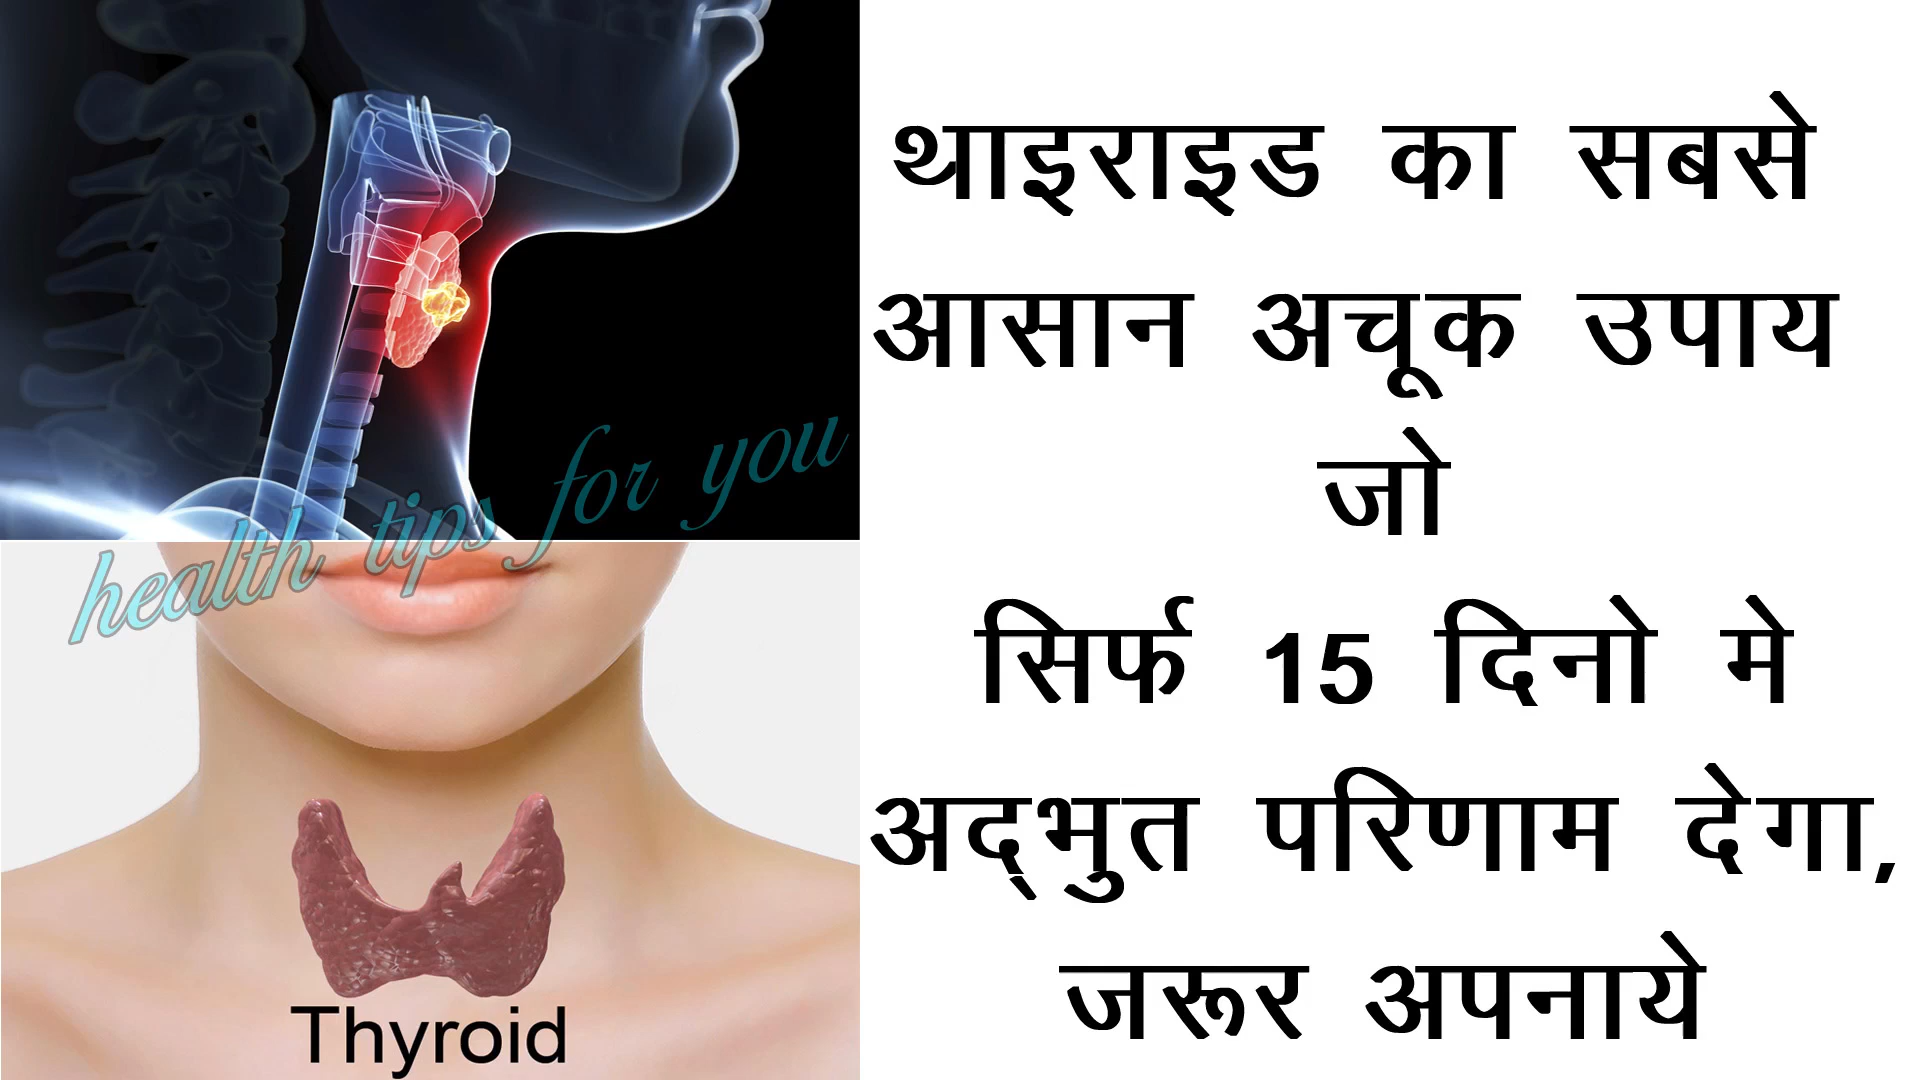 थाइराइड का सबसे
आसान अचूक उपाय
जो
सिर्फ 15 दिनो मे
अद्‌भुत परिणाम देगा,
जरूर अपनाये
health tips for you
Thyroid